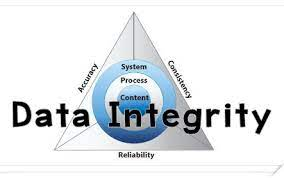 Accuracy
Consistency
System
Process
Content
Data Integrity
Reliability